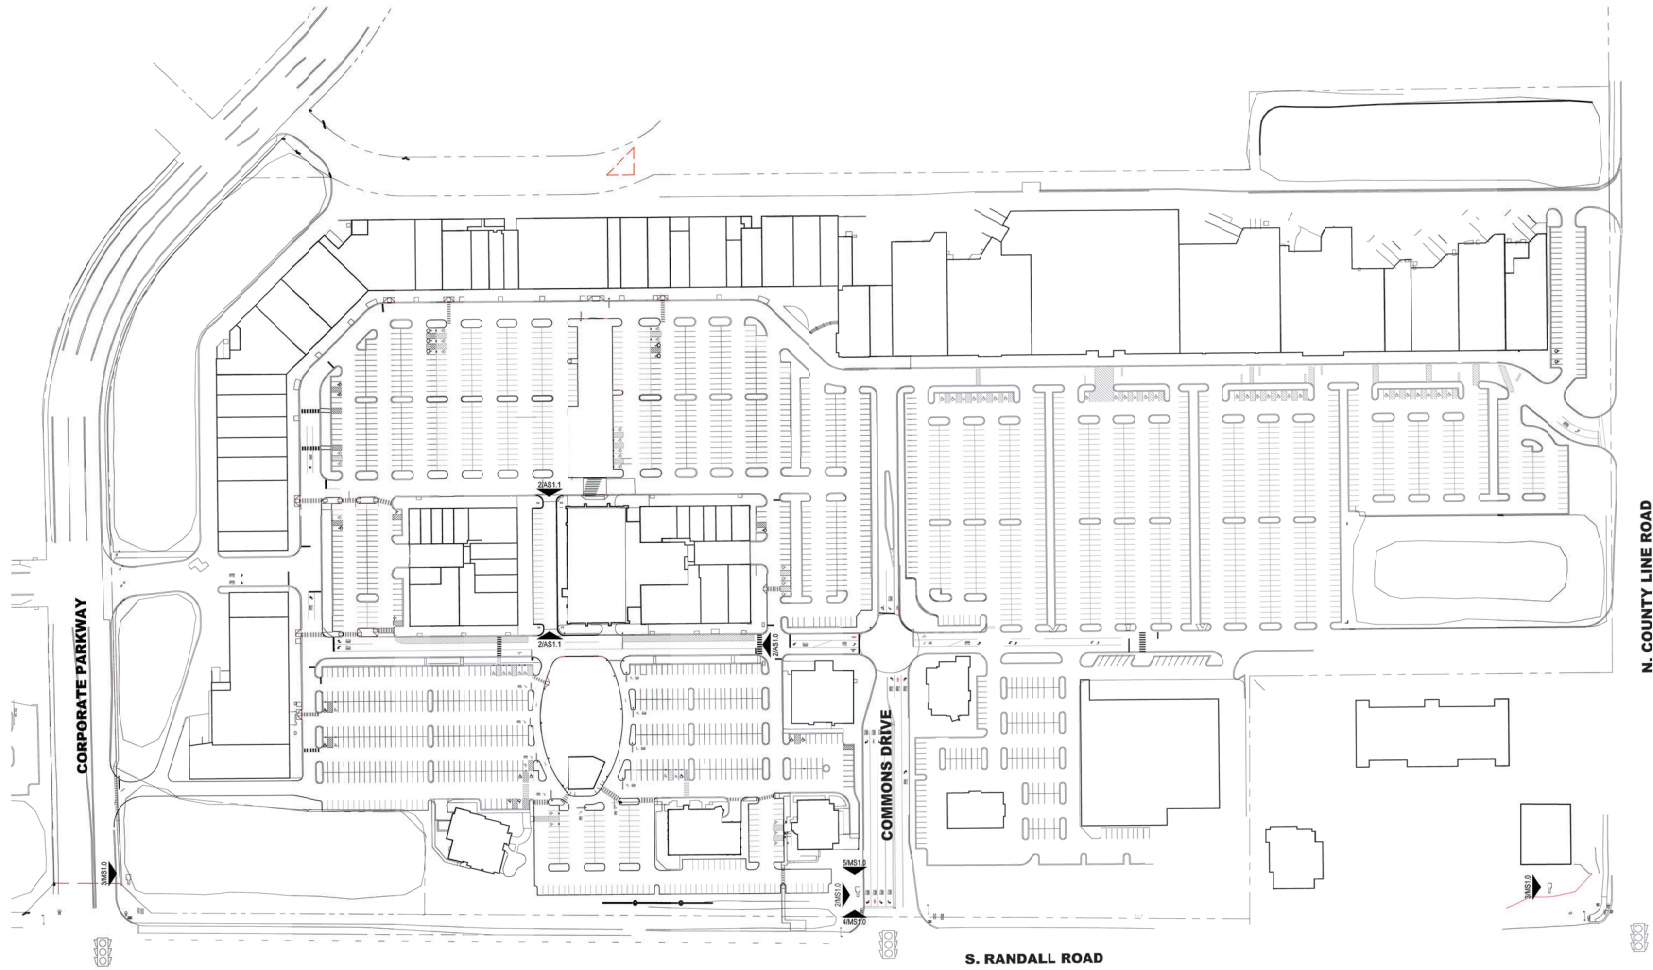 2/AS1.1
N. COUNTY LINE ROAD
CORPORATE PARKWAY
2/AS1.1
2/AS1.0
COMMONS DRIVE
3/MS1.0
5/MS1.0
2/MS1.0
3/MS1.0
4/MS1.0
S. RANDALL ROAD